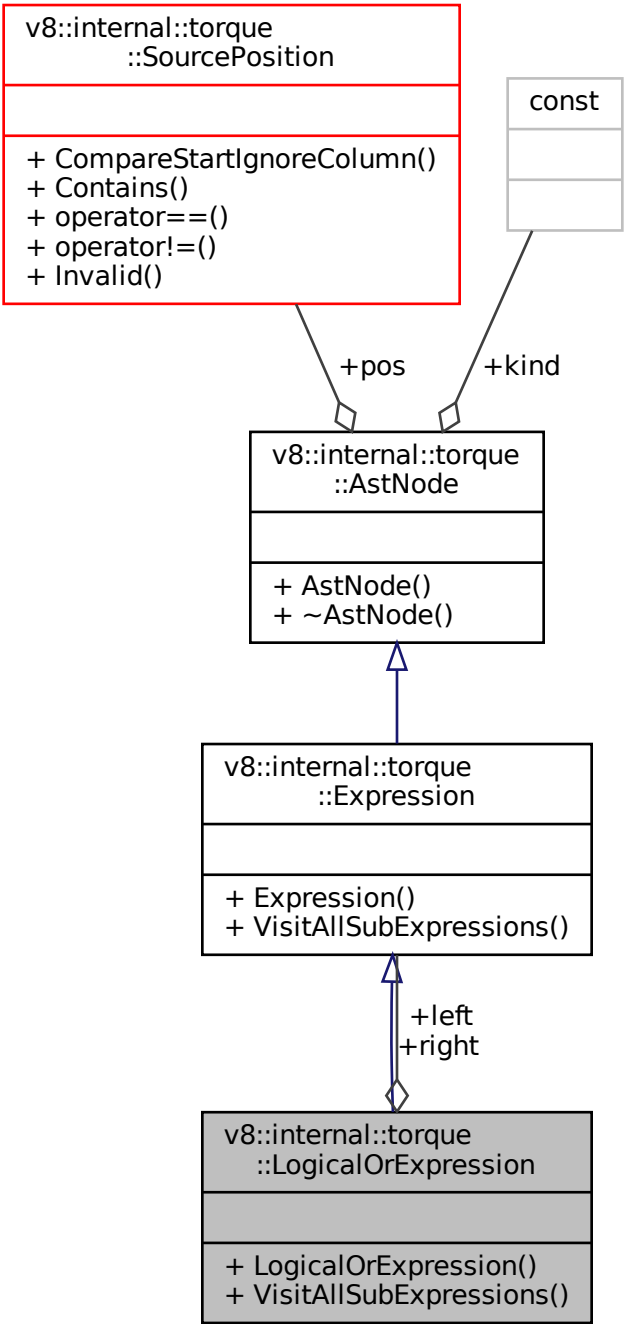 v8::internal::torque
::SourcePosition
+ CompareStartIgnoreColumn()
+ Contains()
+ operator==()
+ operator!=()
+ Invalid()
const
+pos
+kind
v8::internal::torque
::AstNode
+ AstNode()
+ ~AstNode()
v8::internal::torque
::Expression
+ Expression()
+ VisitAllSubExpressions()
+left
+right
v8::internal::torque
::LogicalOrExpression
+ LogicalOrExpression()
+ VisitAllSubExpressions()